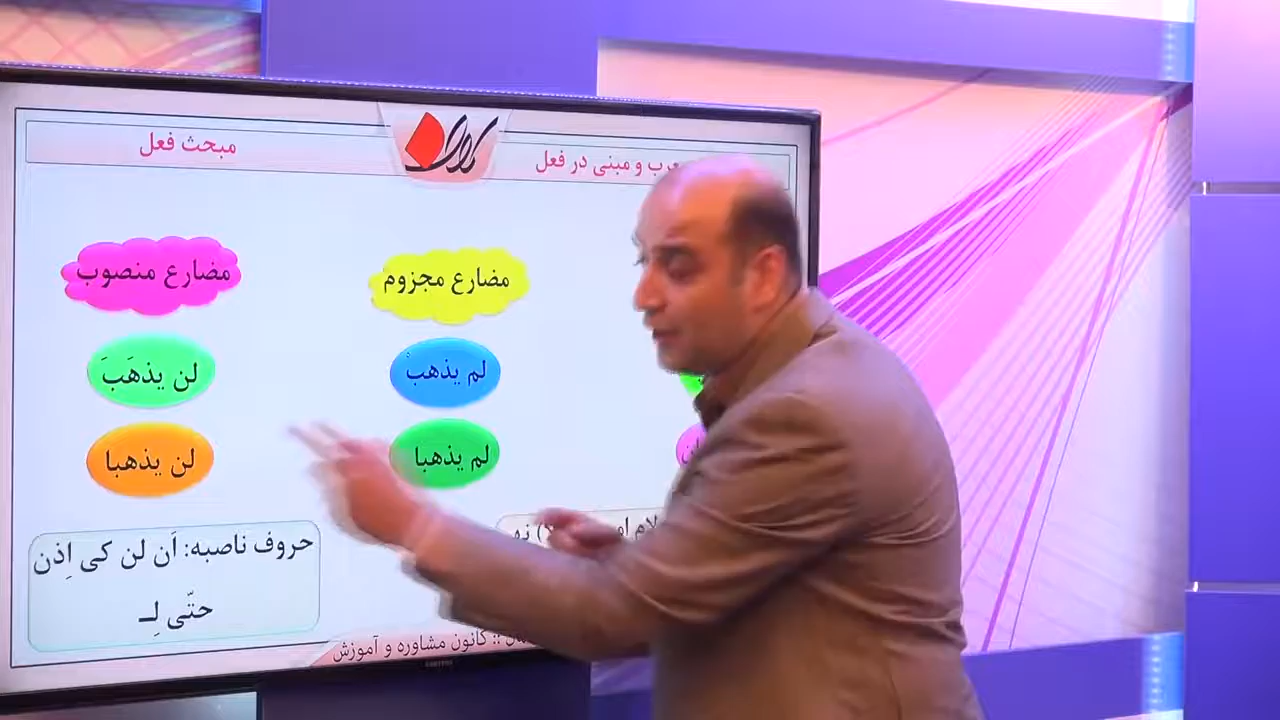 مبنی در فعل
مبحث فعل
مضارع مجزوم
مضارع منصوب
لم یذهبْ
لن یذهَبَ
لم یذهبا
لن یذهبا
حروف ناصبه: اَن لن کی اِذن
حتّی لِـ
کانون مشاوره و آموزش